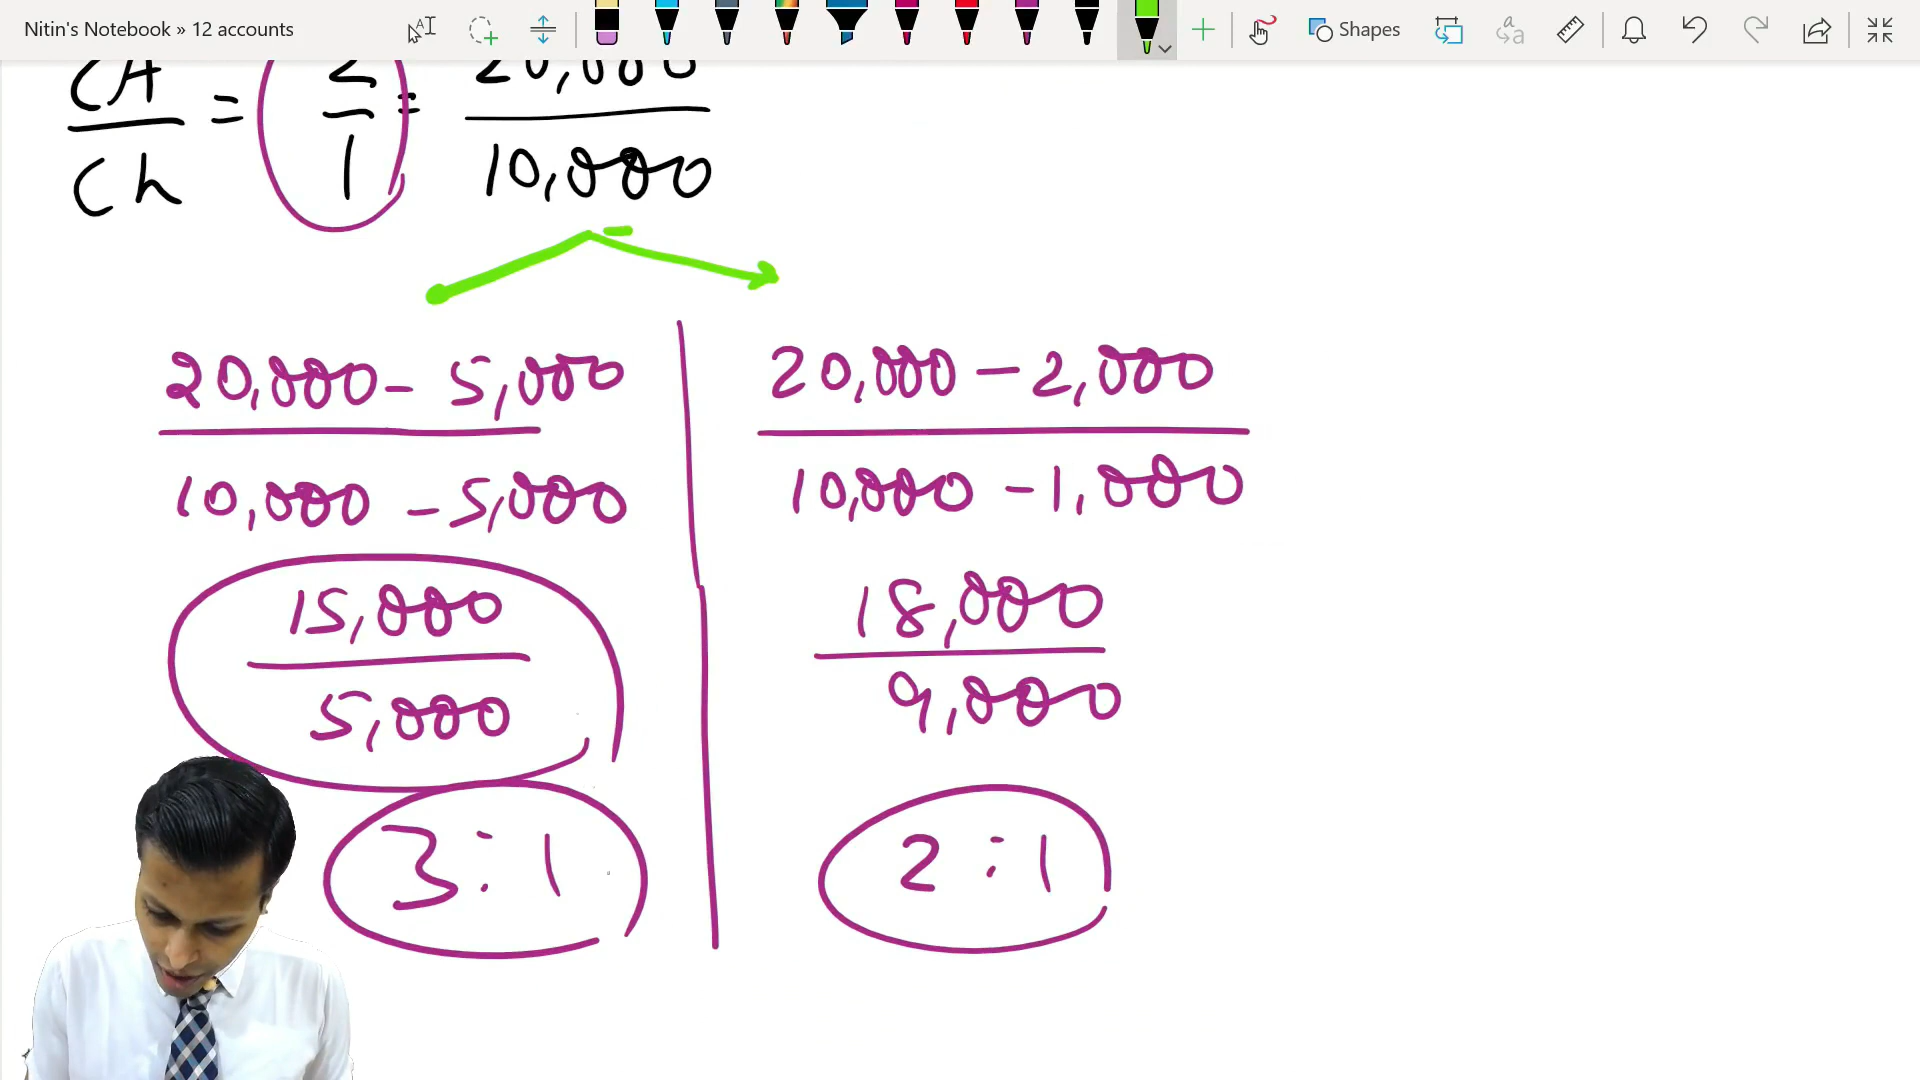 Nitin's Notebook » 12 accounts
Shapes
CA/CL = 2/1 = 20,000/10,000
20,000 - 5,000
10,000 - 5,000
15,000
5,000
3 : 1
20,000 - 2,000
10,000 - 1,000
18,000
9,000
2 : 1